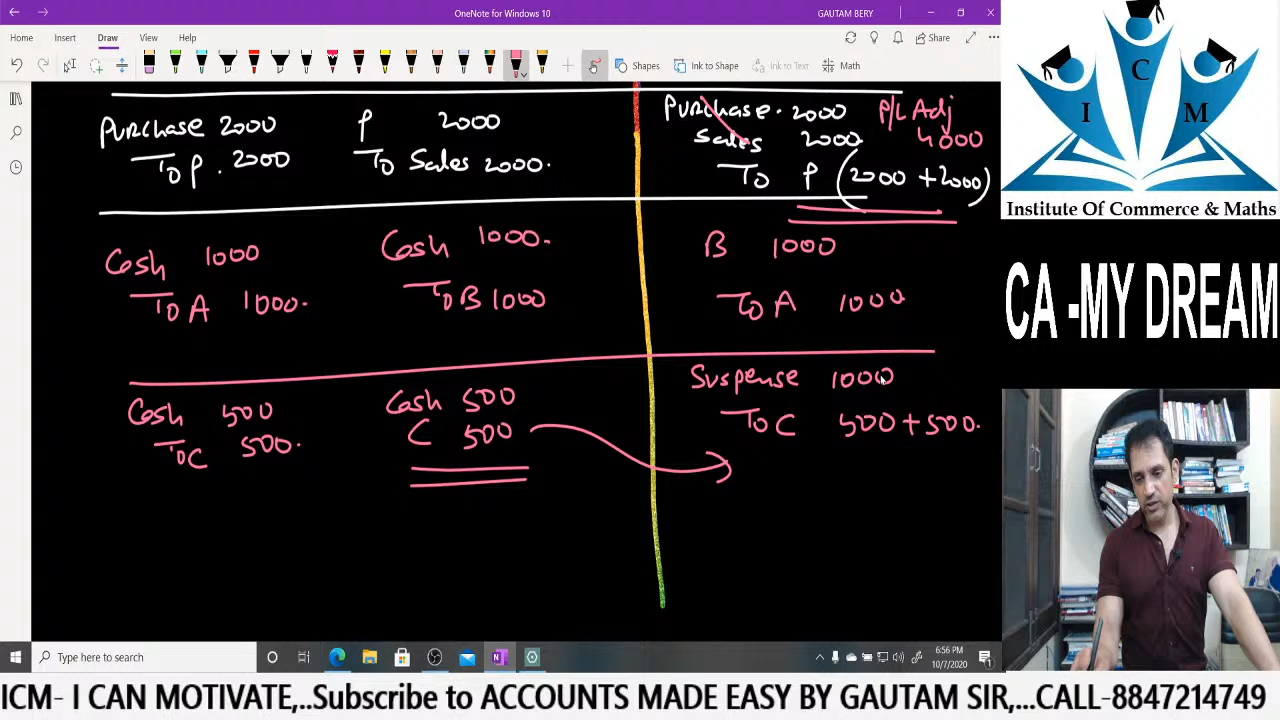 OneNote for Windows 10
GAUTAM BERY
Home Insert Draw View Help
Share
Shapes
Ink to Shape
Ink to Text
Math
Purchase 2000
To P. 2000
P 2000
To Sales 2000.
Purchase. 2000
Sales 2000
To P (2000 + 2000)
P/L Adj
4000
Cash 1000
To A 1000.
Cash 1000.
To B 1000
B 1000
To A 1000
Cash 500
To C 500.
Cash 500
C 500
Suspense 1000
To C 500 + 500.
I C M
Institute Of Commerce & Maths
CA -MY DREAM
Type here to search
6:56 PM
10/7/2020
ICM- I CAN MOTIVATE,..Subscribe to ACCOUNTS MADE EASY BY GAUTAM SIR,...CALL-8847214749